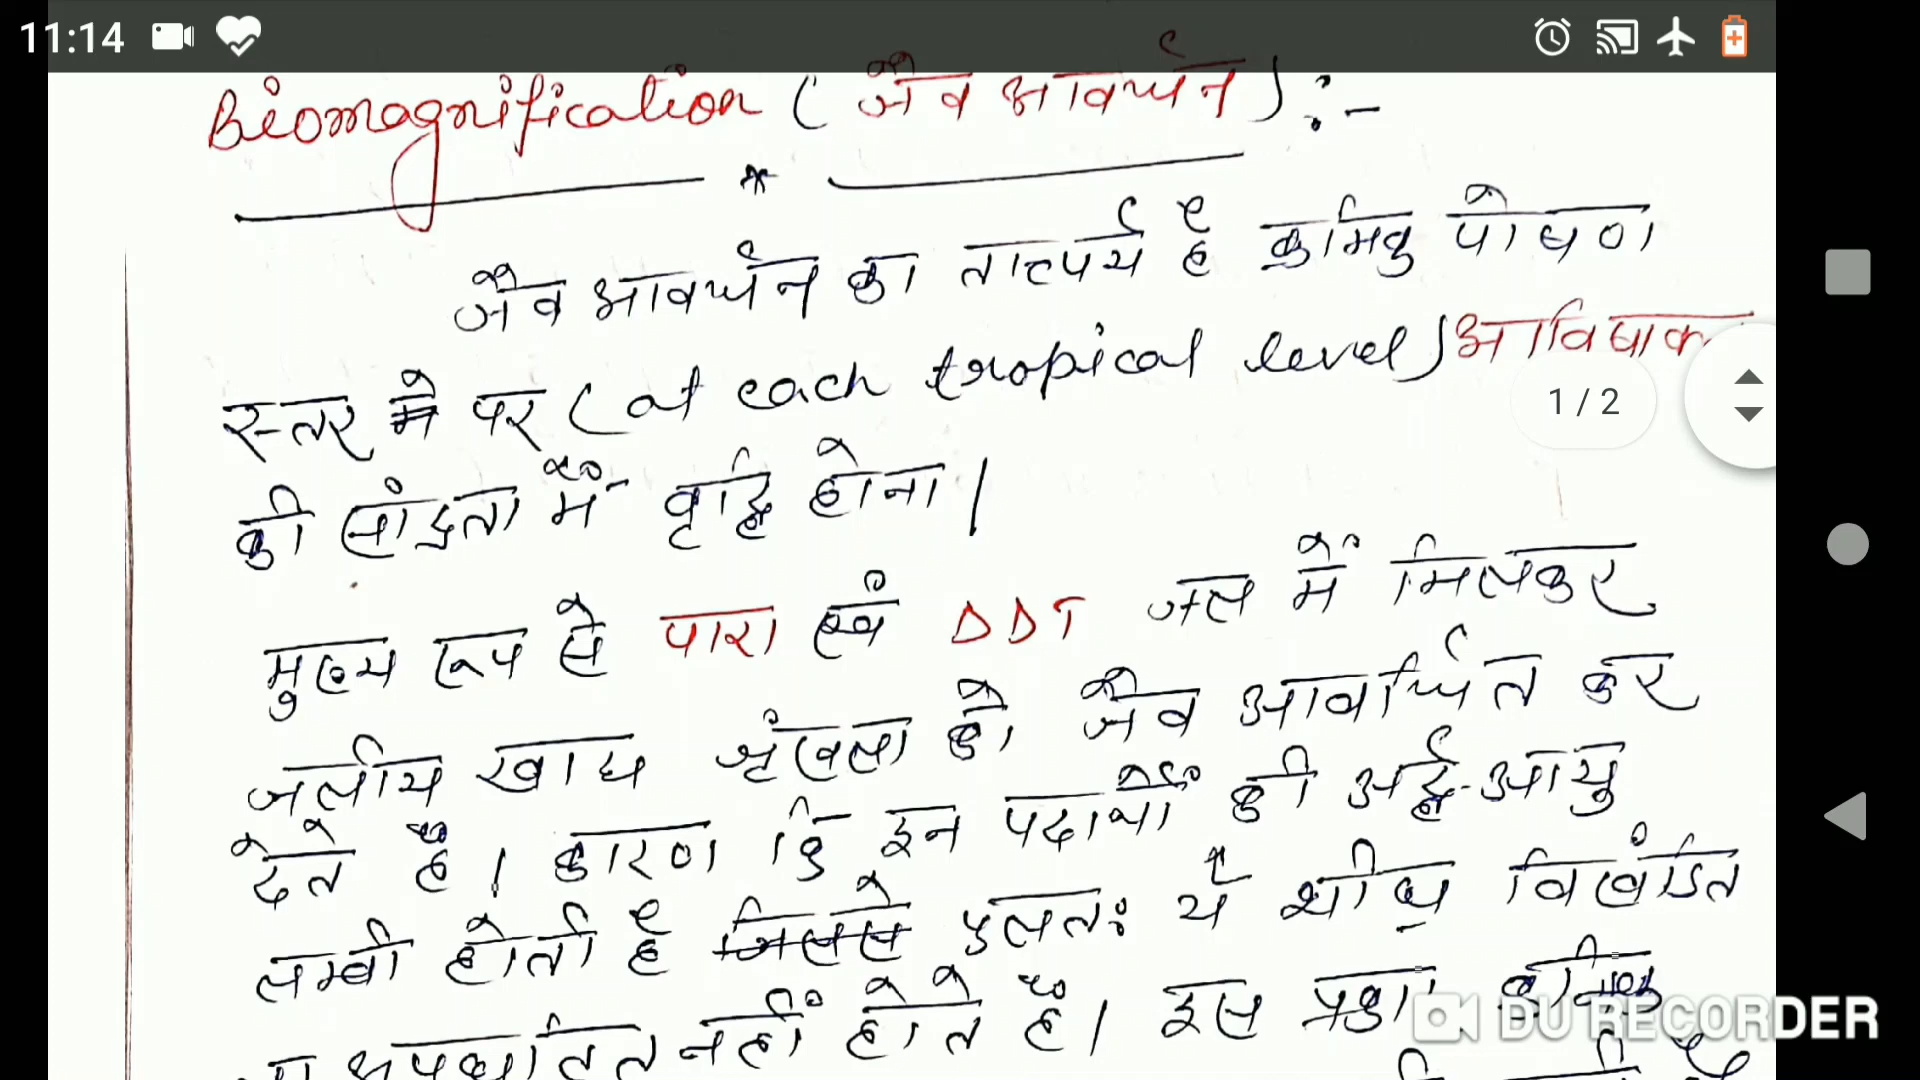 11:14
Biomagnification (जैव आवर्धन) :-
*
जैव आवर्धन का तात्पर्य है क्रमिक पोषण
स्तर मे पर (at each tropical level) आविषाक्त
1 / 2
की सांद्रता में वृद्धि होना।
मुख्य रूप से पारा एवं DDT जल में मिलकर
जलीय खाद्य श्रृंखला को जैव आवर्धित कर
देते हैं। कारण कि इन पदार्थों की अर्द्ध-आयु
लम्बी होती है जिससे फलतः ये शीघ्र विखंडित
अपघटित नहीं होते हैं। इस प्रकार क्रमिक
DU RECORDER